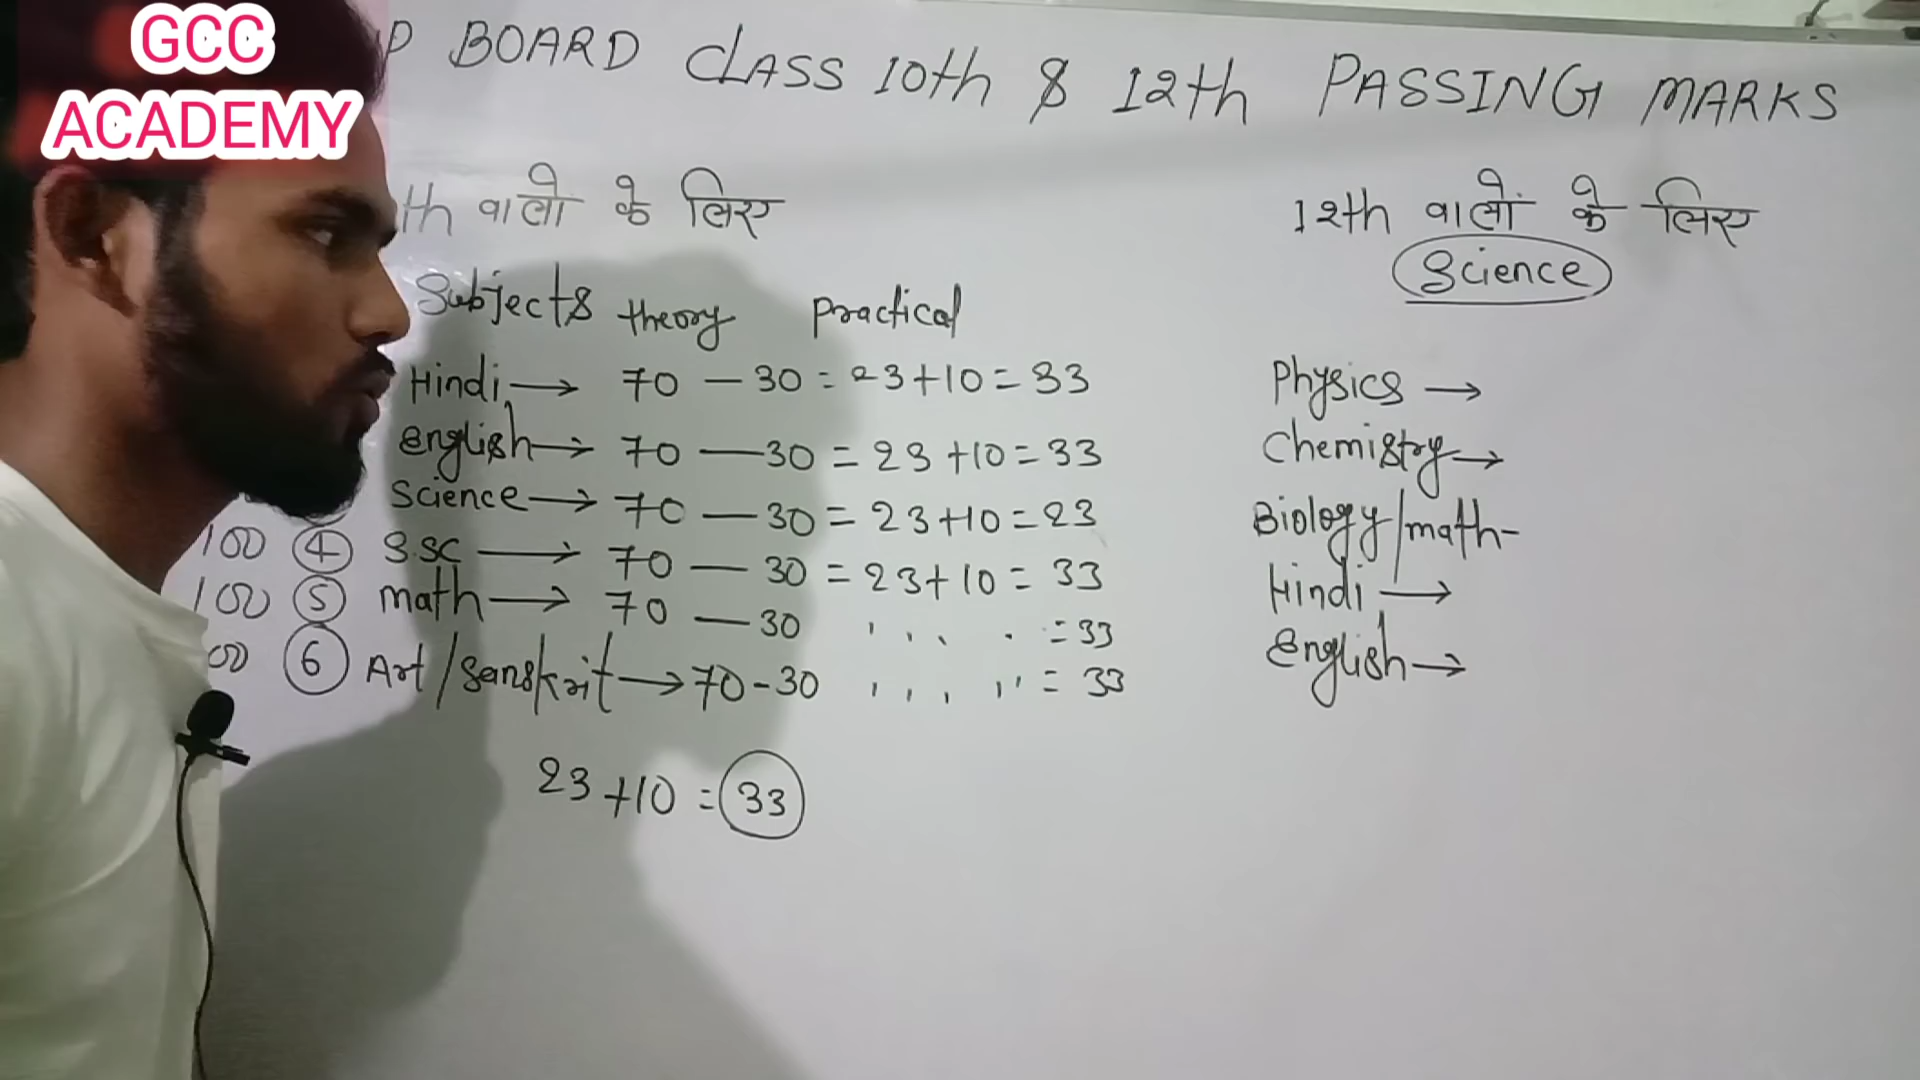 GCC
ACADEMY
P BOARD CLASS 10th & 12th PASSING MARKS
th वालो के लिए
Subjects theory Practical
Hindi → 70 — 30 = 23+10 = 33
English → 70 — 30 = 23+10 = 33
Science → 70 — 30 = 23+10 = 23
100 4 S.SC → 70 — 30 = 23+10 = 33
100 5 math → 70 — 30 , , , . = 33
00 6 Art/Sanskrit → 70-30 , , , ,, = 33
23+10 = 33
12th वालों के लिए
Science
Physics →
Chemistry →
Biology/math-
Hindi →
English →